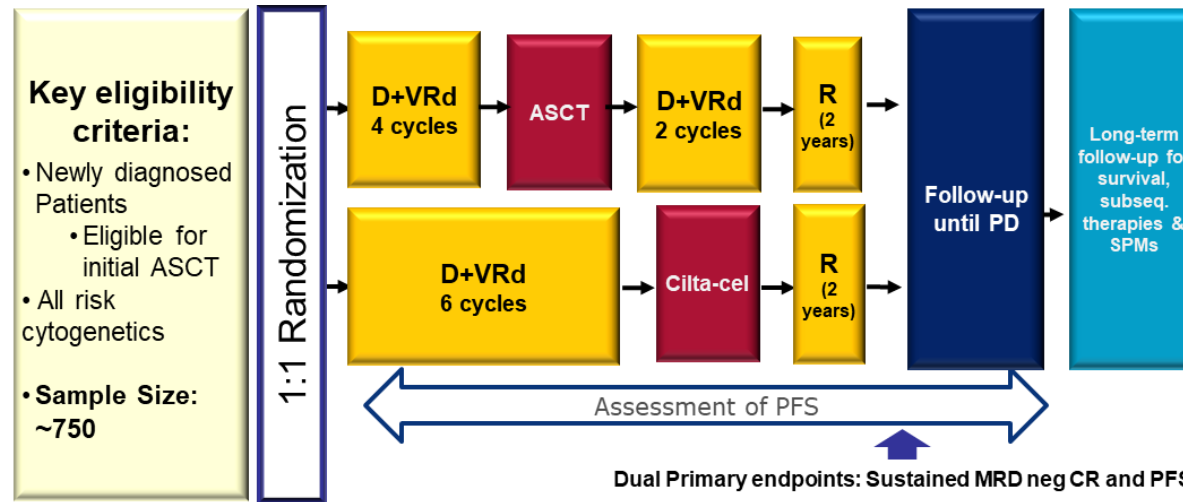 Key eligibility
criteria:
• Newly diagnosed
Patients
• Eligible for
initial ASCT
• All risk
cytogenetics
• Sample Size:
~750
1:1 Randomization
D+VRd
4 cycles
ASCT
D+VRd
2 cycles
R
(2
years)
D+VRd
6 cycles
Cilta-cel
R
(2
years)
Follow-up
until PD
Long-term
follow-up for
survival,
subseq.
therapies &
SPMs
Assessment of PFS
Dual Primary endpoints: Sustained MRD neg CR and PFS